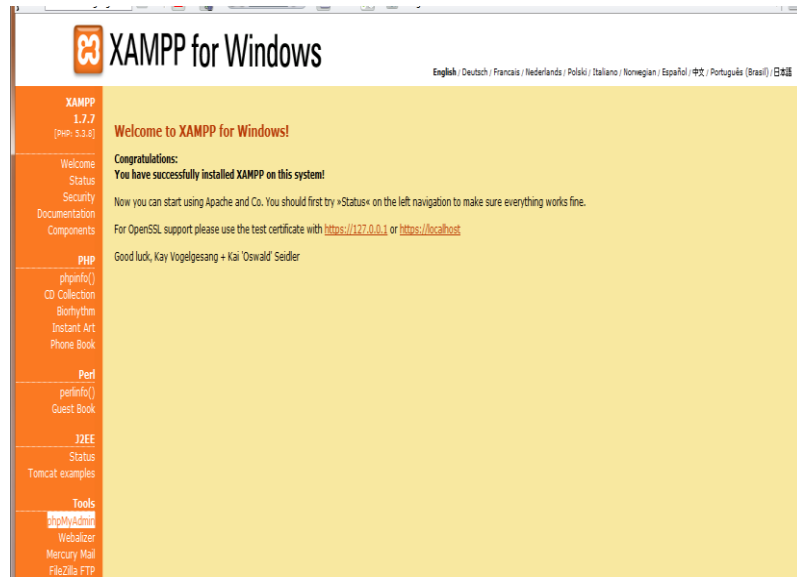 XAMPP for Windows
English / Deutsch / Francais / Nederlands / Polski / Italiano / Norwegian / Español / 中文 / Português (Brasil) / 日本語
XAMPP
1.7.7
[PHP: 5.3.8]
Welcome
Status
Security
Documentation
Components
PHP
phpinfo()
CD Collection
Biorhythm
Instant Art
Phone Book
Perl
perlinfo()
Guest Book
J2EE
Status
Tomcat examples
Tools
phpMyAdmin
Webalizer
Mercury Mail
FileZilla FTP
Welcome to XAMPP for Windows!
Congratulations:
You have successfully installed XAMPP on this system!
Now you can start using Apache and Co. You should first try »Status« on the left navigation to make sure everything works fine.
For OpenSSL support please use the test certificate with https://127.0.0.1 or https://localhost
Good luck, Kay Vogelgesang + Kai 'Oswald' Seidler